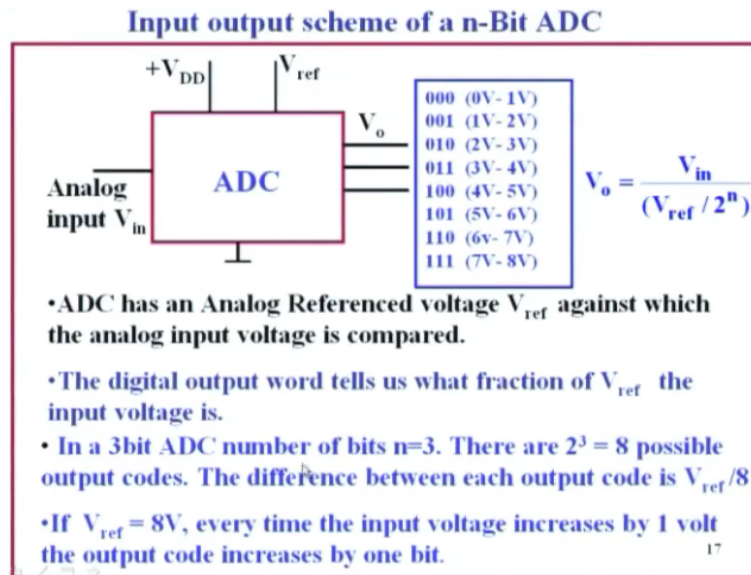 Input output scheme of a n-Bit ADC
+VDD
Vref
Vo
ADC
Analog
input Vin
000 (0V- 1V)
001 (1V- 2V)
010 (2V- 3V)
011 (3V- 4V)
100 (4V- 5V)
101 (5V- 6V)
110 (6v- 7V)
111 (7V- 8V)
Vo = Vin / (Vref / 2ⁿ)
•ADC has an Analog Referenced voltage Vref against which
the analog input voltage is compared.
•The digital output word tells us what fraction of Vref the
input voltage is.
• In a 3bit ADC number of bits n=3. There are 2³ = 8 possible
output codes. The difference between each output code is Vref/8
•If Vref = 8V, every time the input voltage increases by 1 volt
the output code increases by one bit.
17